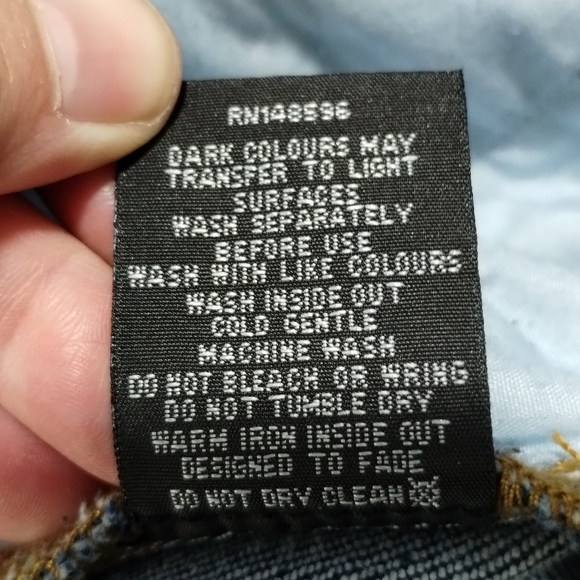 RN148596
DARK COLOURS MAY
TRANSFER TO LIGHT
SURFACES
WASH SEPARATELY
BEFORE USE
WASH WITH LIKE COLOURS
WASH INSIDE OUT
COLD GENTLE
MACHINE WASH
DO NOT BLEACH OR WRING
DO NOT TUMBLE DRY
WARM IRON INSIDE OUT
DESIGNED TO FADE
DO NOT DRY CLEAN